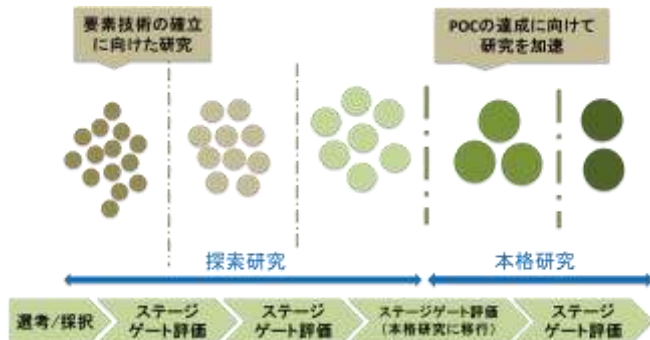 要素技術の確立
に向けた研究
POCの達成に向けて
研究を加速
探索研究
本格研究
選考/採択
ステージ
ゲート評価
ステージ
ゲート評価
ステージゲート評価
(本格研究に移行)
ステージ
ゲート評価